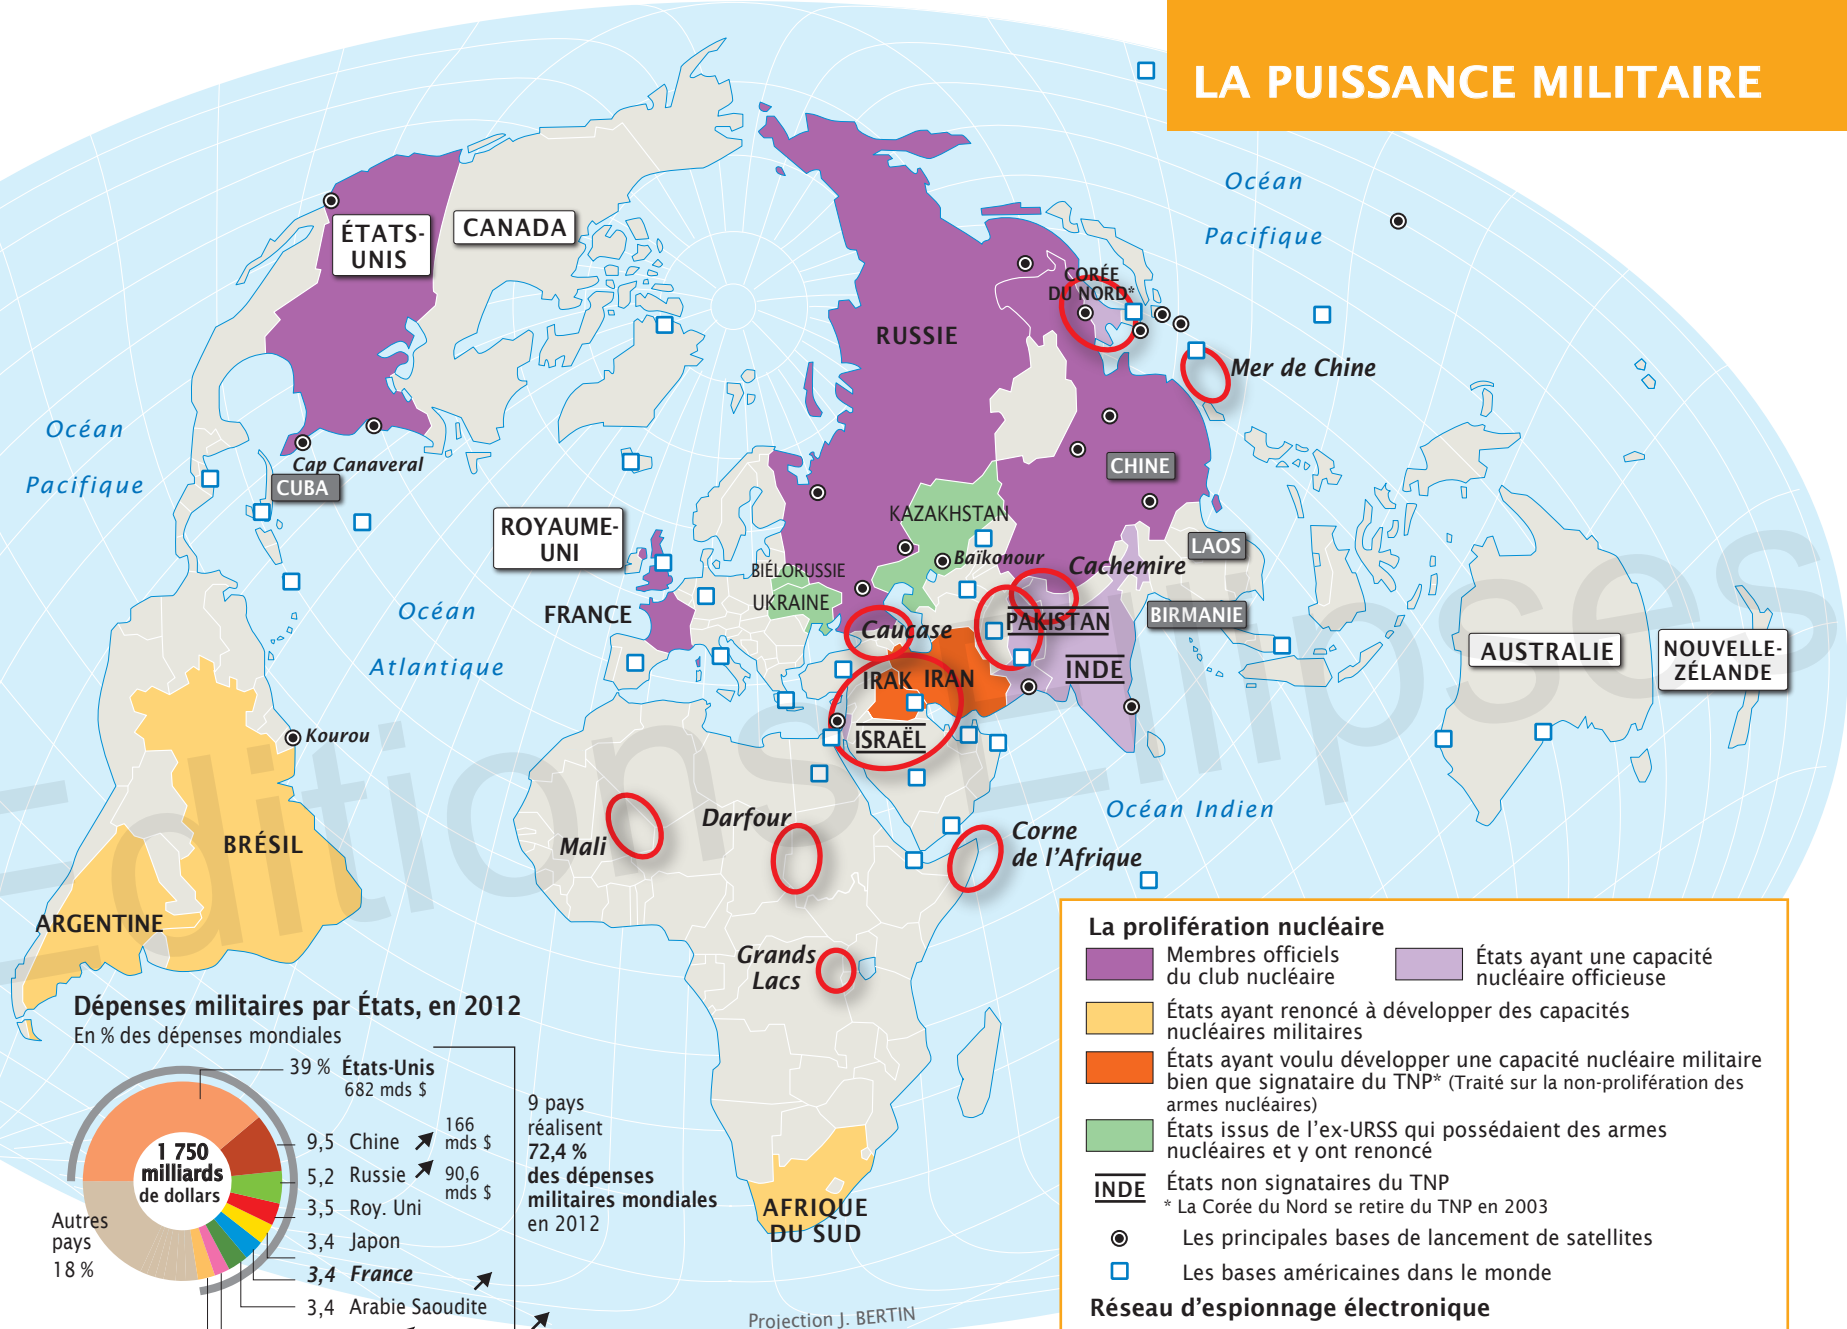 LA PUISSANCE MILITAIRE
Océan
Pacifique
ÉTATS-
UNIS
CANADA
RUSSIE
CORÉE
DU NORD*
Mer de Chine
Océan
Pacifique
Cap Canaveral
CUBA
CHINE
ROYAUME-
UNI
KAZAKHSTAN
Baïkonour
Cachemire
LAOS
BIÉLORUSSIE
UKRAINE
FRANCE
Océan
Atlantique
Caucase
PAKISTAN
BIRMANIE
INDE
IRAK
IRAN
ISRAËL
AUSTRALIE
NOUVELLE-
ZÉLANDE
Kourou
Océan Indien
BRÉSIL
ARGENTINE
Mali
Darfour
Corne
de l'Afrique
Grands
Lacs
AFRIQUE
DU SUD
Editions Ellipses
Dépenses militaires par États, en 2012
En % des dépenses mondiales
39 % États-Unis
682 mds $
9,5 Chine 166 mds $
5,2 Russie 90,6 mds $
3,5 Roy. Uni
3,4 Japon
3,4 France
3,4 Arabie Saoudite
1 750
milliards
de dollars
Autres
pays
18 %
9 pays
réalisent
72,4 %
des dépenses
militaires mondiales
en 2012
Projection J. BERTIN
La prolifération nucléaire
Membres officiels
du club nucléaire
États ayant une capacité
nucléaire officieuse
États ayant renoncé à développer des capacités
nucléaires militaires
États ayant voulu développer une capacité nucléaire militaire
bien que signataire du TNP* (Traité sur la non-prolifération des
armes nucléaires)
États issus de l'ex-URSS qui possédaient des armes
nucléaires et y ont renoncé
INDE États non signataires du TNP
* La Corée du Nord se retire du TNP en 2003
Les principales bases de lancement de satellites
Les bases américaines dans le monde
Réseau d'espionnage électronique